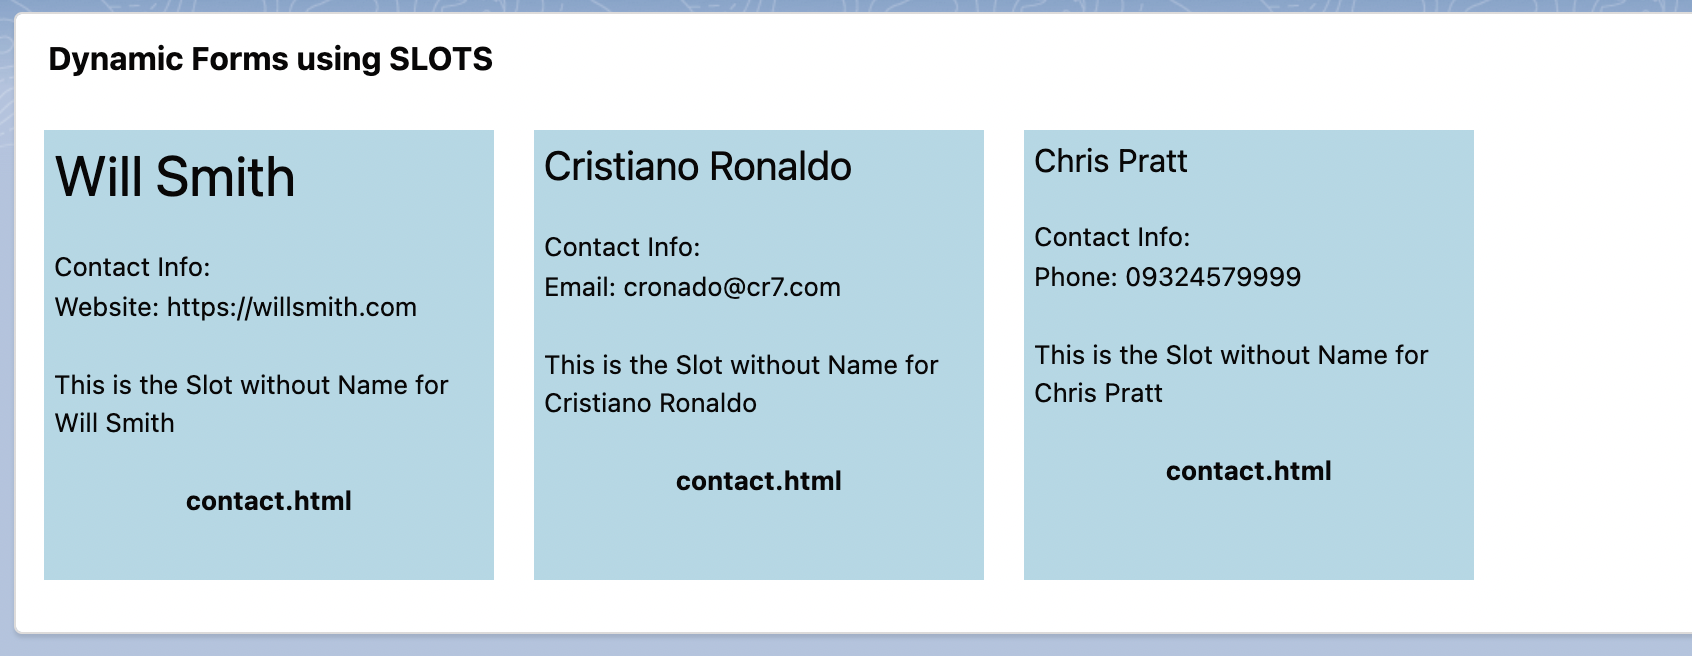 Dynamic Forms using SLOTS
Will Smith
Contact Info:
Website: https://willsmith.com
This is the Slot without Name for
Will Smith
contact.html
Cristiano Ronaldo
Contact Info:
Email: cronado@cr7.com
This is the Slot without Name for
Cristiano Ronaldo
contact.html
Chris Pratt
Contact Info:
Phone: 09324579999
This is the Slot without Name for
Chris Pratt
contact.html